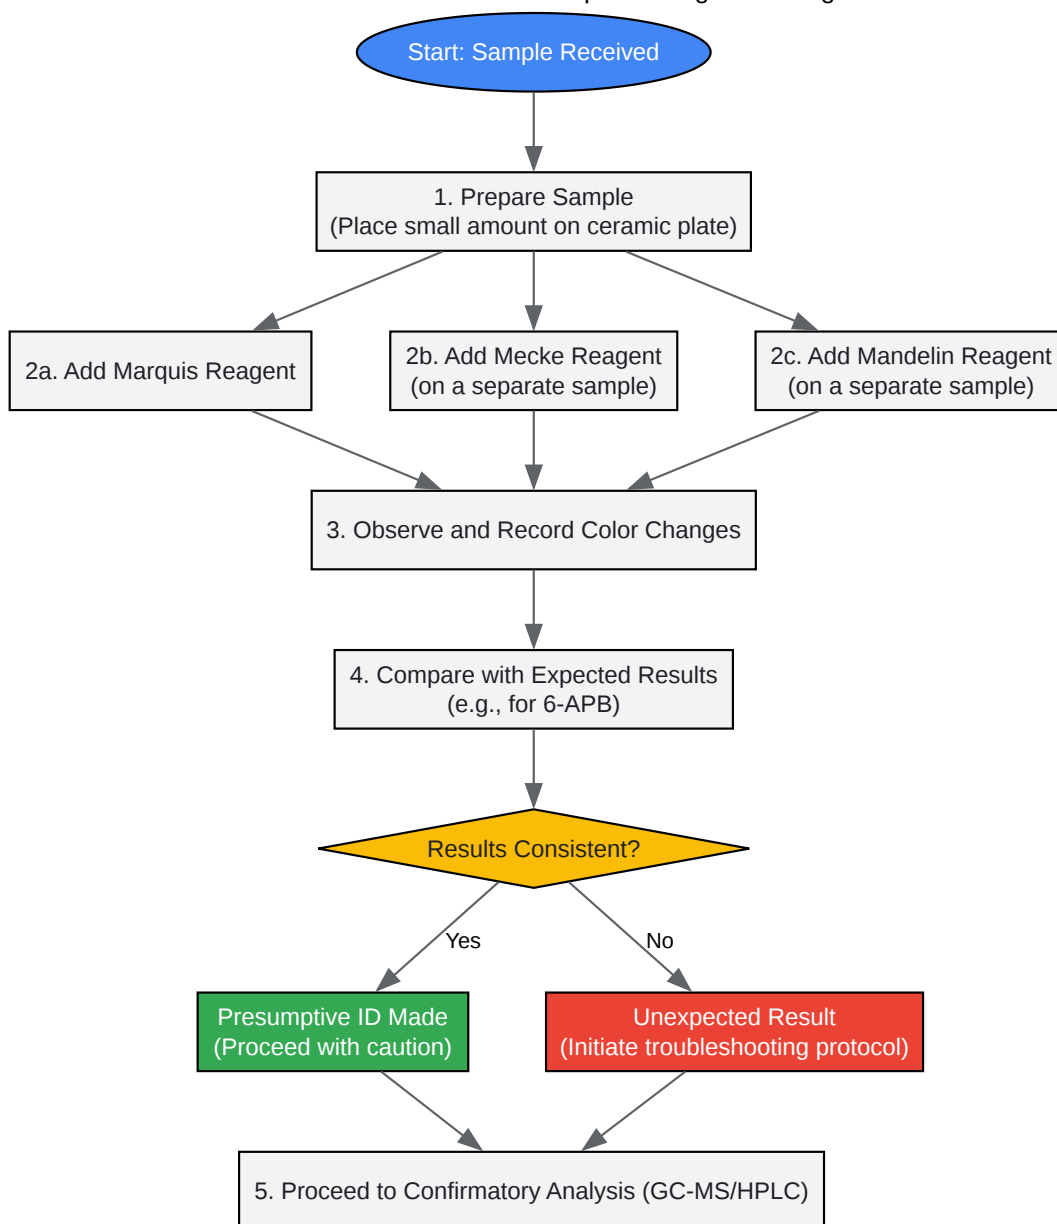 Start: Sample Received
1. Prepare Sample
(Place small amount on ceramic plate)
2a. Add Marquis Reagent
2b. Add Mecke Reagent
(on a separate sample)
2c. Add Mandelin Reagent
(on a separate sample)
3. Observe and Record Color Changes
4. Compare with Expected Results
(e.g., for 6-APB)
Results Consistent?
Yes
No
Presumptive ID Made
(Proceed with caution)
Unexpected Result
(Initiate troubleshooting protocol)
5. Proceed to Confirmatory Analysis (GC-MS/HPLC)